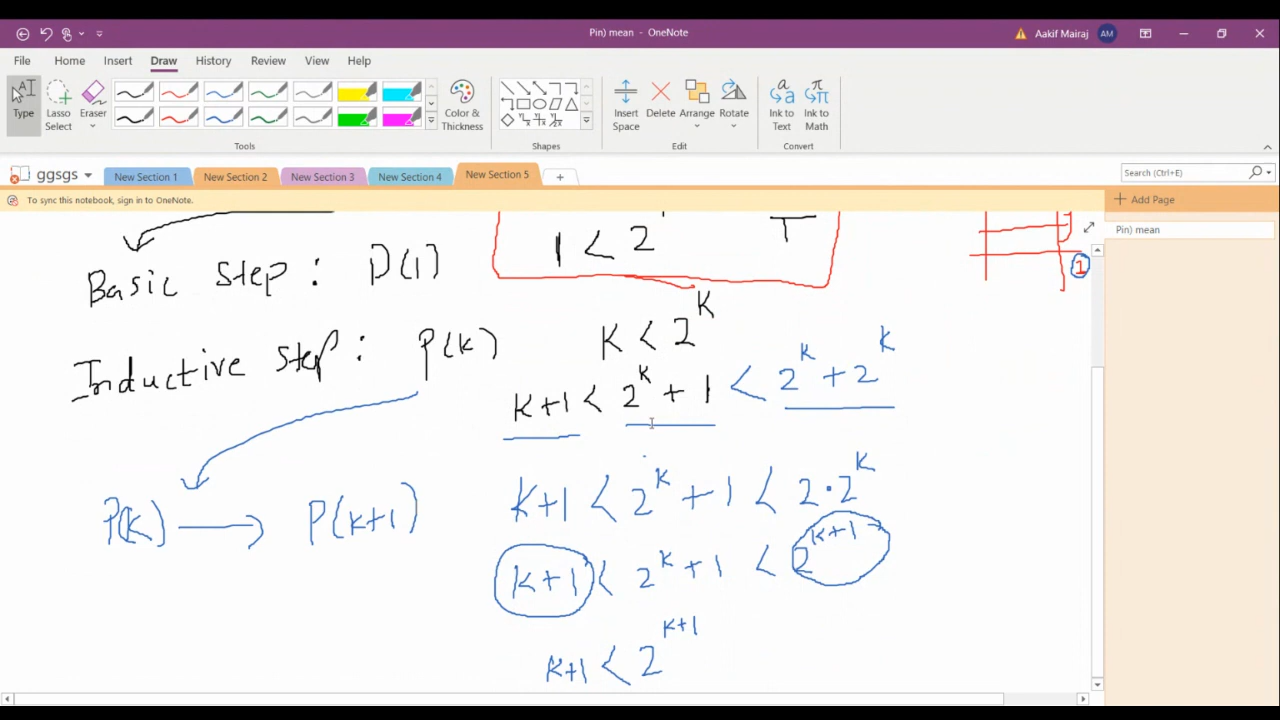 Pin) mean - OneNote
Aakif Mairaj AM
File Home Insert Draw History Review View Help
Type Lasso Select Eraser Color & Thickness Insert Space Delete Arrange Rotate Ink to Text Ink to Math
Tools Shapes Edit Convert
ggsgs New Section 1 New Section 2 New Section 3 New Section 4 New Section 5 Search (Ctrl+E)
To sync this notebook, sign in to OneNote.
Add Page
Pin) mean
1 < 2^1 T
1
Basic Step : P(1)
K < 2^K
Inductive Step : P(k)
K+1 < 2^K + 1 < 2^K + 2^K
K+1 < 2^K + 1 < 2 · 2^K
P(k) → P(k+1)
K+1 < 2^K + 1 < 2^K+1
K+1 < 2^K+1